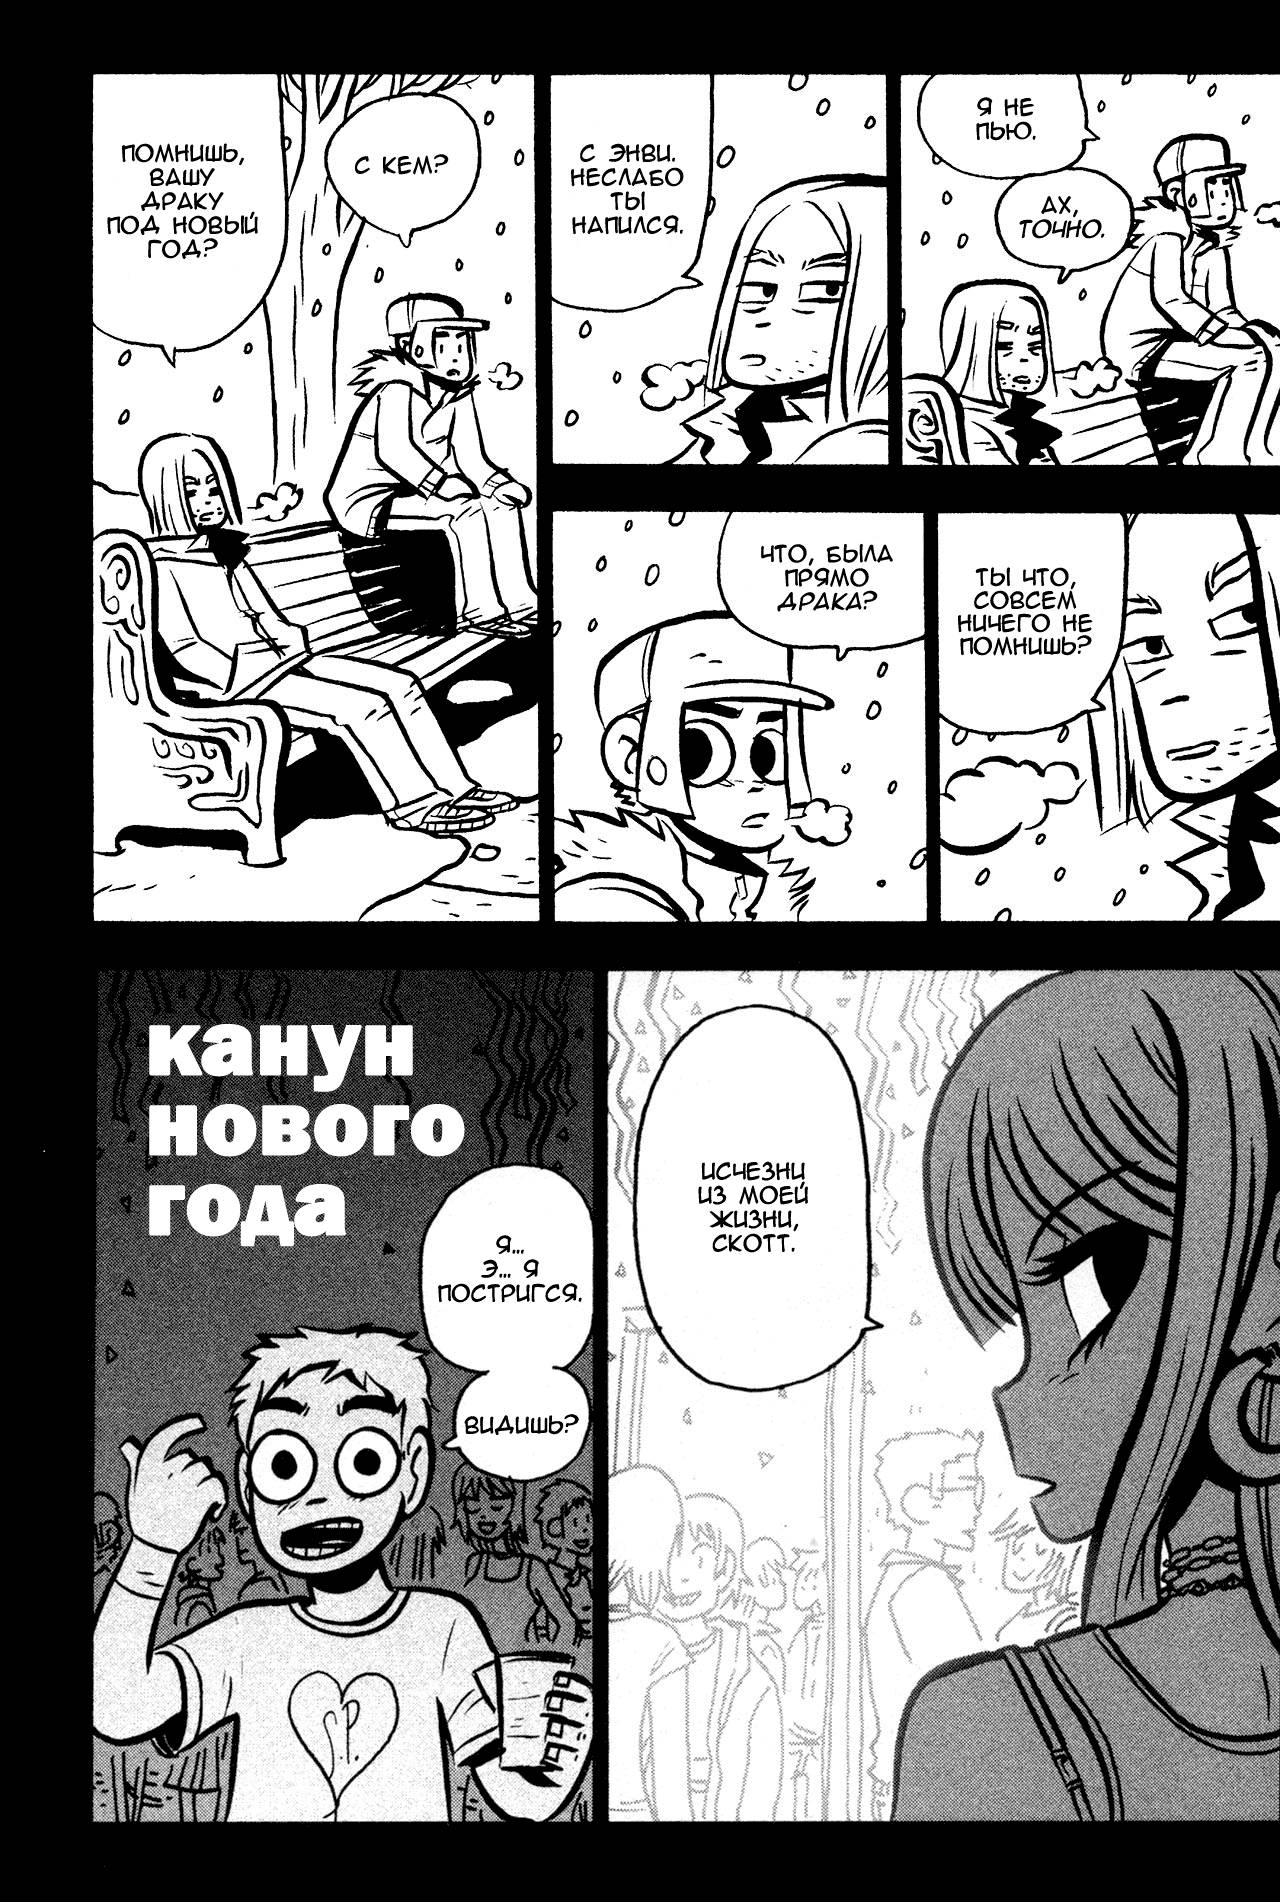 ПОМНИШЬ,
ВАШУ
ДРАКУ
ПОД НОВЫЙ
ГОД?
С КЕМ?
С ЭНВИ.
НЕСЛАБО
ТЫ
НАПИЛСЯ.
Я НЕ
ПЬЮ.
АХ,
ТОЧНО.
ЧТО, БЫЛА
ПРЯМО
ДРАКА?
ТЫ ЧТО,
СОВСЕМ
НИЧЕГО НЕ
ПОМНИШЬ?
канун
нового
года
Я...
Э... Я
ПОСТРИГСЯ.
ВИДИШЬ?
S.P.
ИСЧЕЗНИ
ИЗ МОЕЙ
ЖИЗНИ,
СКОТТ.